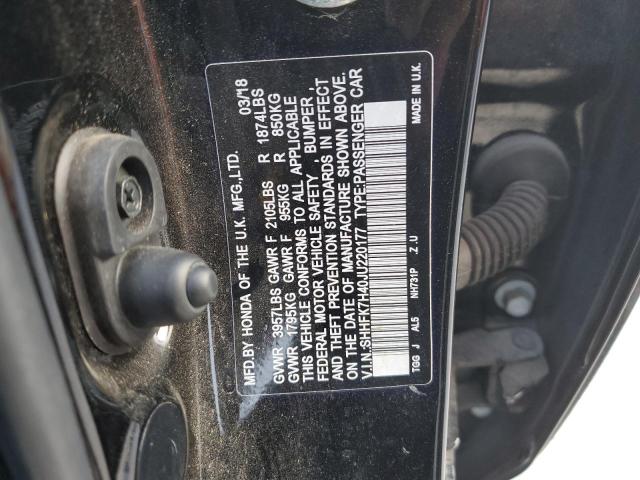 MFD.BY HONDA OF THE U.K. MFG.,LTD. 03/18
GVWR 3957LBS GAWR F 2105LBS R 1874LBS
GVWR 1795KG GAWR F 955KG R 850KG
THIS VEHICLE CONFORMS TO ALL APPLICABLE
FEDERAL MOTOR VEHICLE SAFETY , BUMPER ,
AND THEFT PREVENTION STANDARDS IN EFFECT
ON THE DATE OF MANUFACTURE SHOWN ABOVE.
V.I.N.:SHHFK7H40JU220177 TYPE:PASSENGER CAR
TGG J AL5 NH731P .Z.U MADE IN U.K.